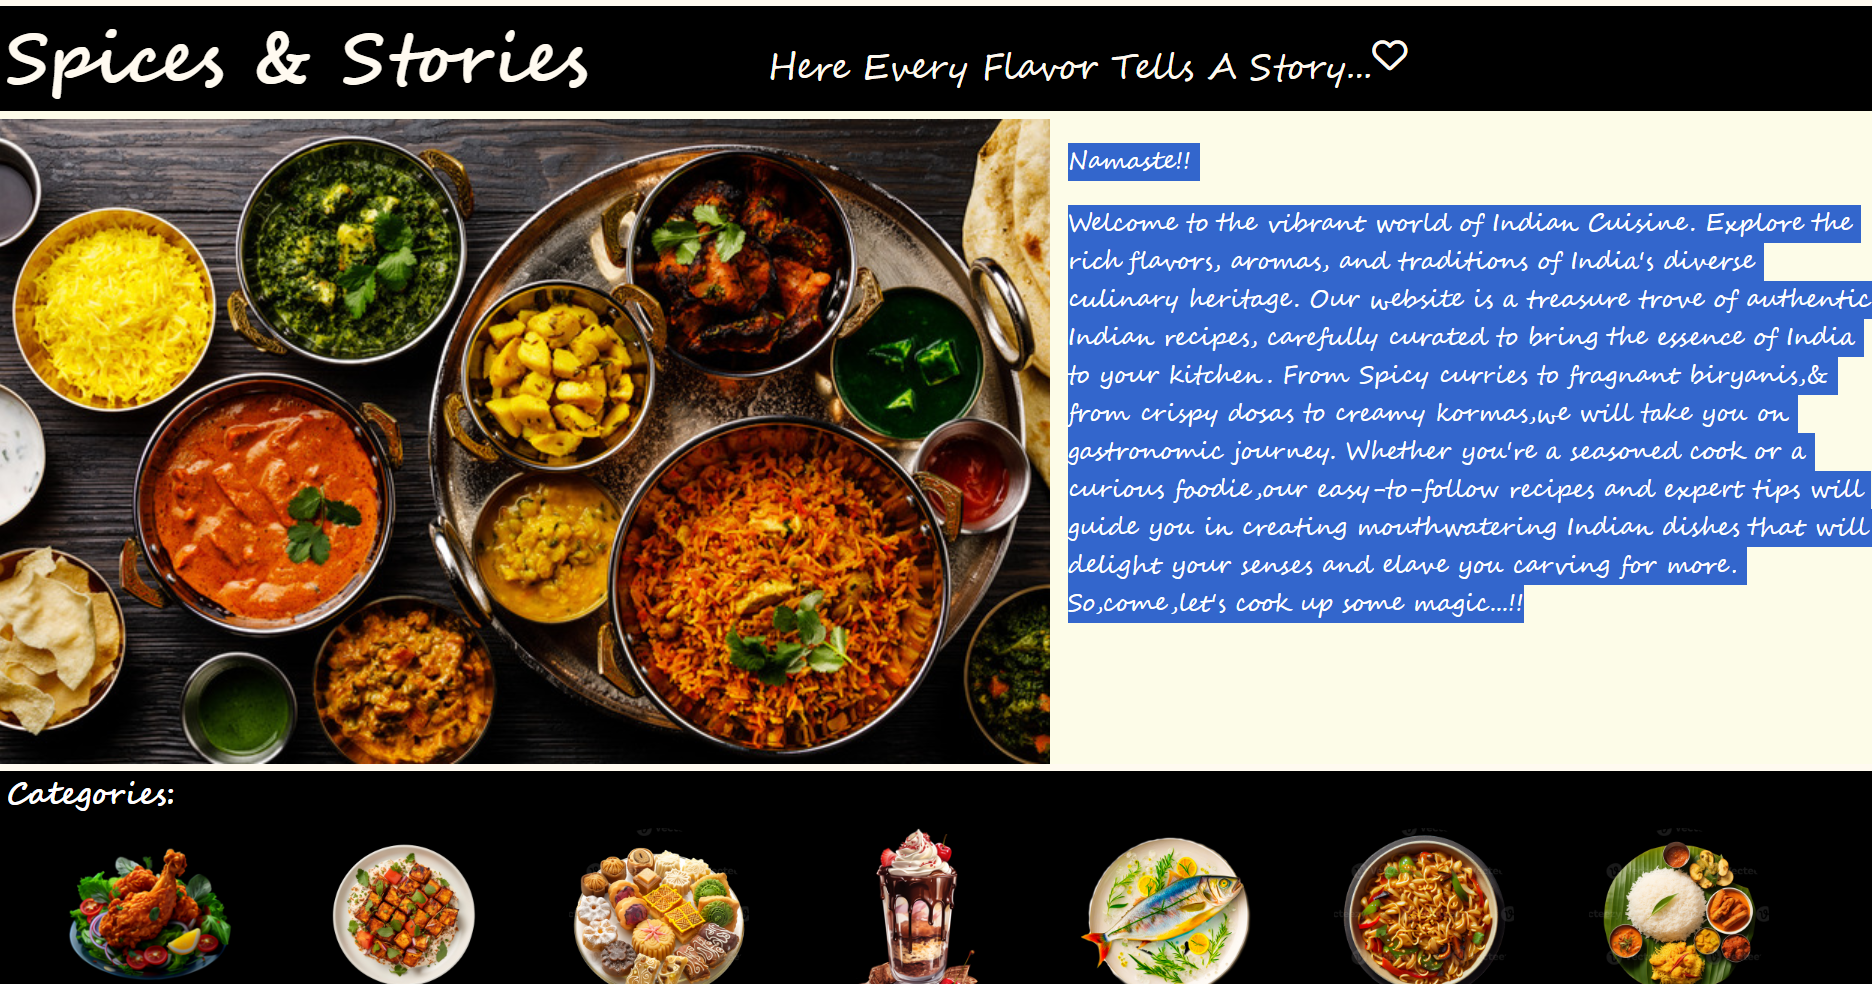 Spices & Stories
Here Every Flavor Tells A Story...
Namaste!!
Welcome to the vibrant world of Indian Cuisine. Explore the
rich flavors, aromas, and traditions of India's diverse
culinary heritage. Our website is a treasure trove of authentic
Indian recipes, carefully curated to bring the essence of India
to your kitchen. From Spicy curries to fragnant biryanis,&
from crispy dosas to creamy kormas,we will take you on
gastronomic journey. Whether you're a seasoned cook or a
curious foodie,our easy-to-follow recipes and expert tips will
guide you in creating mouthwatering Indian dishes that will
delight your senses and elave you carving for more.
So,come,let's cook up some magic...!!
Categories: